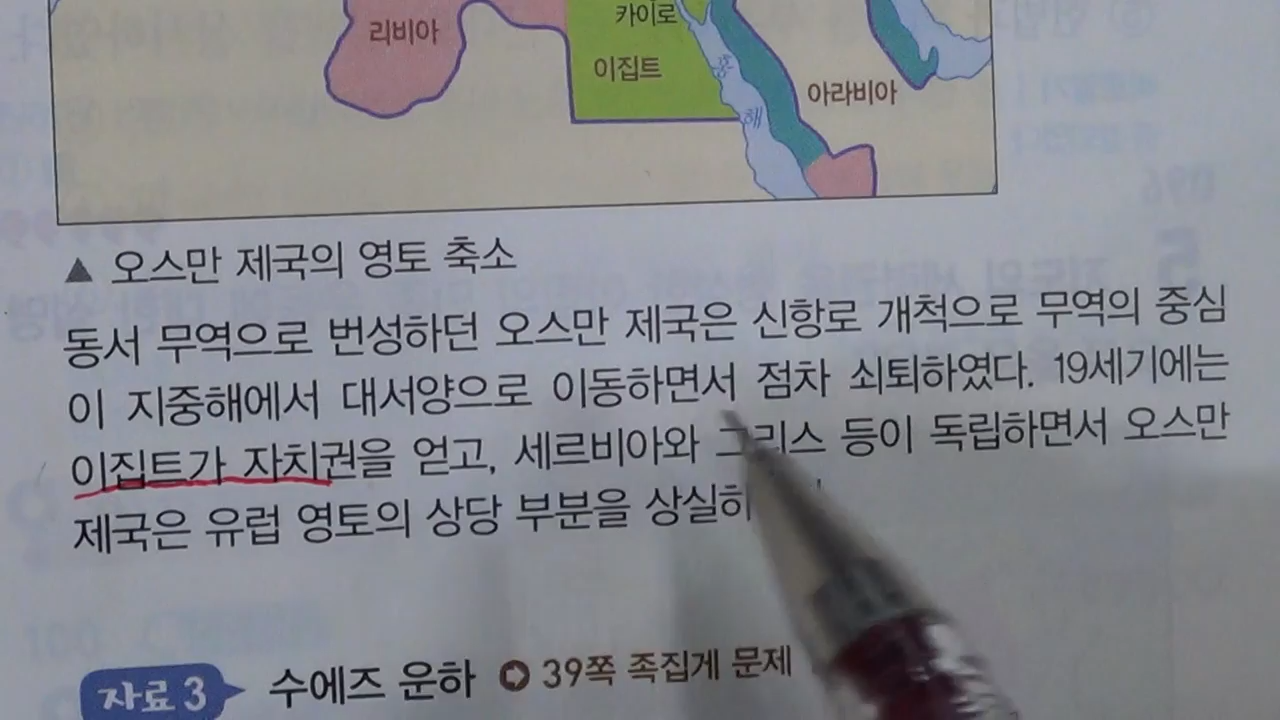 카이로
리비아
이집트
홍해
아라비아
▲ 오스만 제국의 영토 축소
동서 무역으로 번성하던 오스만 제국은 신항로 개척으로 무역의 중심
이 지중해에서 대서양으로 이동하면서 점차 쇠퇴하였다. 19세기에는
이집트가 자치권을 얻고, 세르비아와 그리스 등이 독립하면서 오스만
제국은 유럽 영토의 상당 부분을
자료 3 수에즈 운하 39쪽 족집게 문제